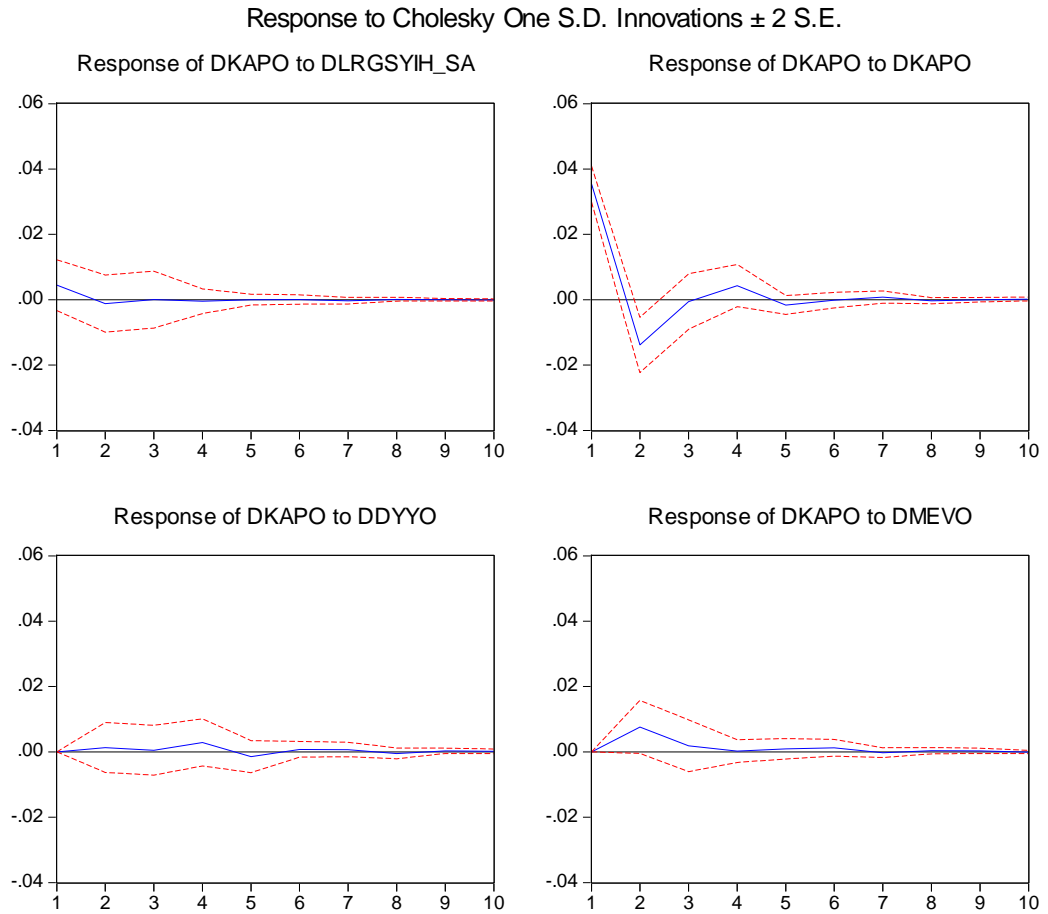 Response to Cholesky One S.D. Innovations ± 2 S.E.
Response of DKAPO to DLRGSYIH_SA
.06
.04
.02
.00
-.02
-.04
1 2 3 4 5 6 7 8 9 10
Response of DKAPO to DKAPO
.06
.04
.02
.00
-.02
-.04
1 2 3 4 5 6 7 8 9 10
Response of DKAPO to DDYYO
.06
.04
.02
.00
-.02
-.04
1 2 3 4 5 6 7 8 9 10
Response of DKAPO to DMEVO
.06
.04
.02
.00
-.02
-.04
1 2 3 4 5 6 7 8 9 10